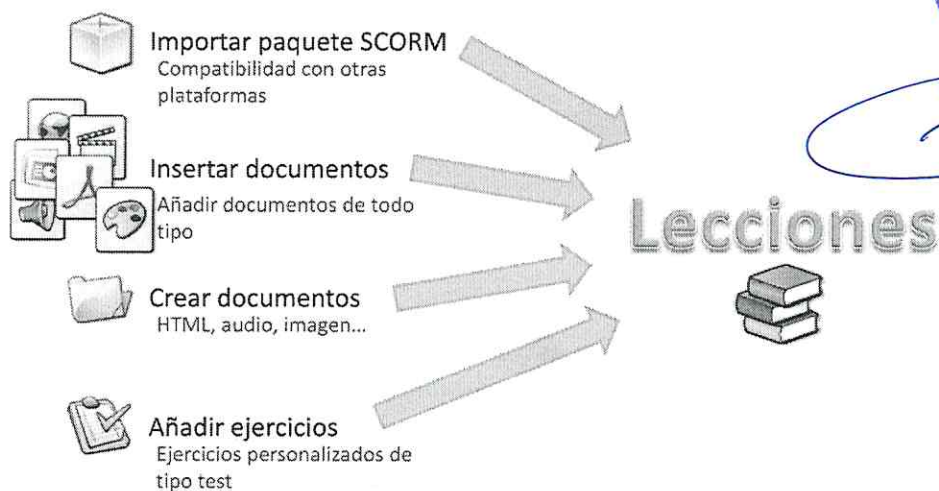 Importar paquete SCORM
Compatibilidad con otras
plataformas
Insertar documentos
Añadir documentos de todo
tipo
Crear documentos
HTML, audio, imagen...
Añadir ejercicios
Ejercicios personalizados de
tipo test
Lecciones